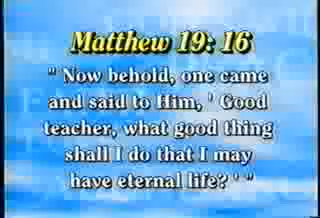 Matthew 19: 16
" Now behold, one came
and said to Him, ' Good
teacher, what good thing
shall I do that I may
have eternal life? ' "